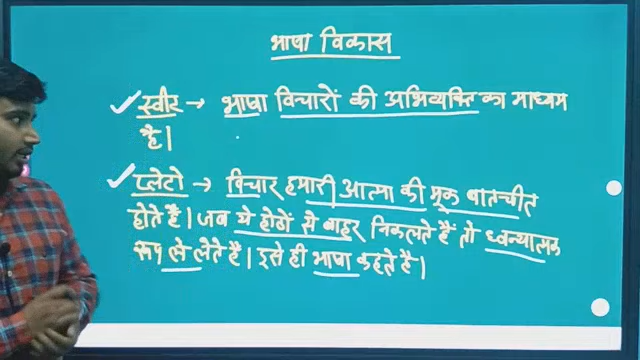 भाषा विकास
स्वीट → भाषा विचारों की अभिव्यक्ति का माध्यम
है।
प्लेटो → विचार हमारी आत्मा की मूक बातचीत
होते है। जब ये होठों से बाहर निकलते है तो ध्वन्यात्मक
रूप ले लेते है। इसे ही भाषा कहते है।